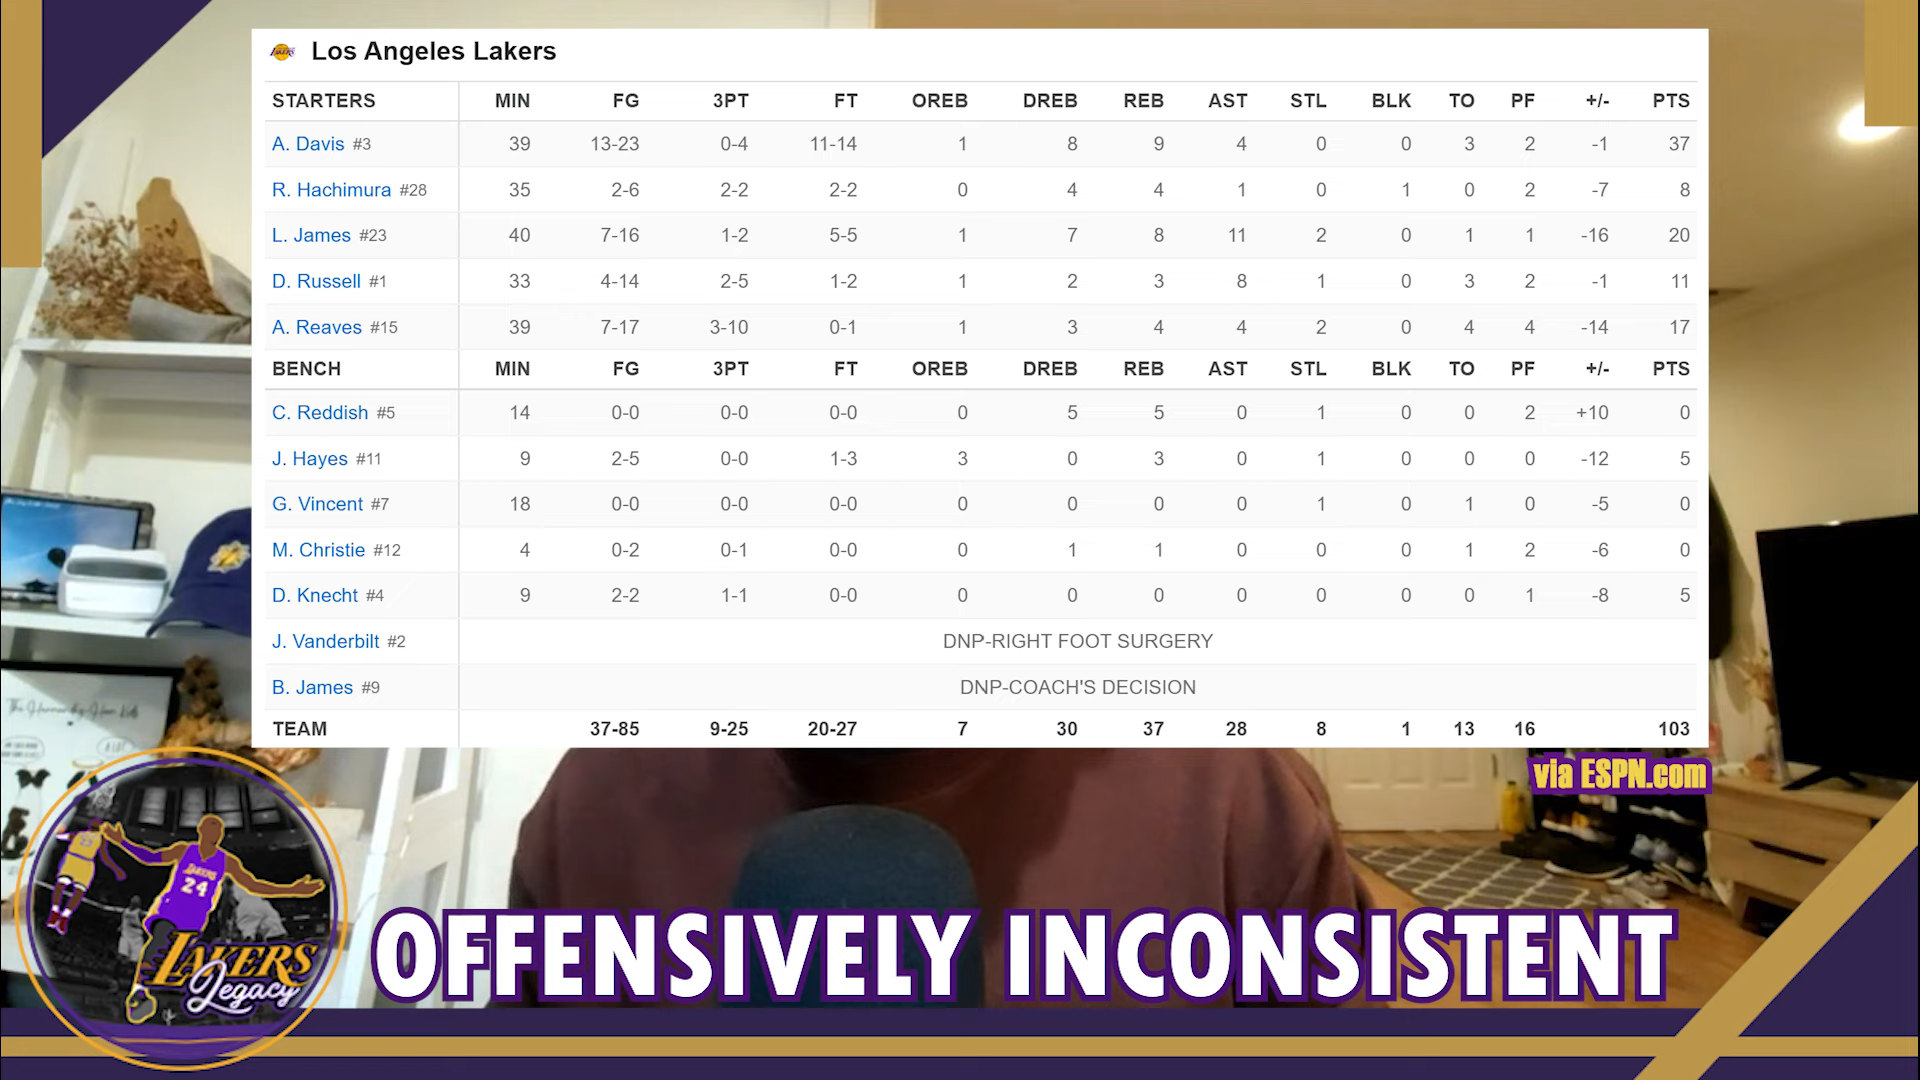 Los Angeles Lakers
STARTERS MIN FG 3PT FT OREB DREB REB AST STL BLK TO PF +/- PTS
A. Davis #3 39 13-23 0-4 11-14 1 8 9 4 0 0 3 2 -1 37
R. Hachimura #28 35 2-6 2-2 2-2 0 4 4 1 0 1 0 2 -7 8
L. James #23 40 7-16 1-2 5-5 1 7 8 11 2 0 1 1 -16 20
D. Russell #1 33 4-14 2-5 1-2 1 2 3 8 1 0 3 2 -1 11
A. Reaves #15 39 7-17 3-10 0-1 1 3 4 4 2 0 4 4 -14 17
BENCH MIN FG 3PT FT OREB DREB REB AST STL BLK TO PF +/- PTS
C. Reddish #5 14 0-0 0-0 0-0 0 5 5 0 1 0 0 2 +10 0
J. Hayes #11 9 2-5 0-0 1-3 3 0 3 0 1 0 0 0 -12 5
G. Vincent #7 18 0-0 0-0 0-0 0 0 0 0 1 0 1 0 -5 0
M. Christie #12 4 0-2 0-1 0-0 0 1 1 0 0 0 1 2 -6 0
D. Knecht #4 9 2-2 1-1 0-0 0 0 0 0 0 0 0 1 -8 5
J. Vanderbilt #2 DNP-RIGHT FOOT SURGERY
B. James #9 DNP-COACH'S DECISION
TEAM 37-85 9-25 20-27 7 30 37 28 8 1 13 16 103
via ESPN.com
LAKERS
24
LAKERS
Legacy
OFFENSIVELY INCONSISTENT